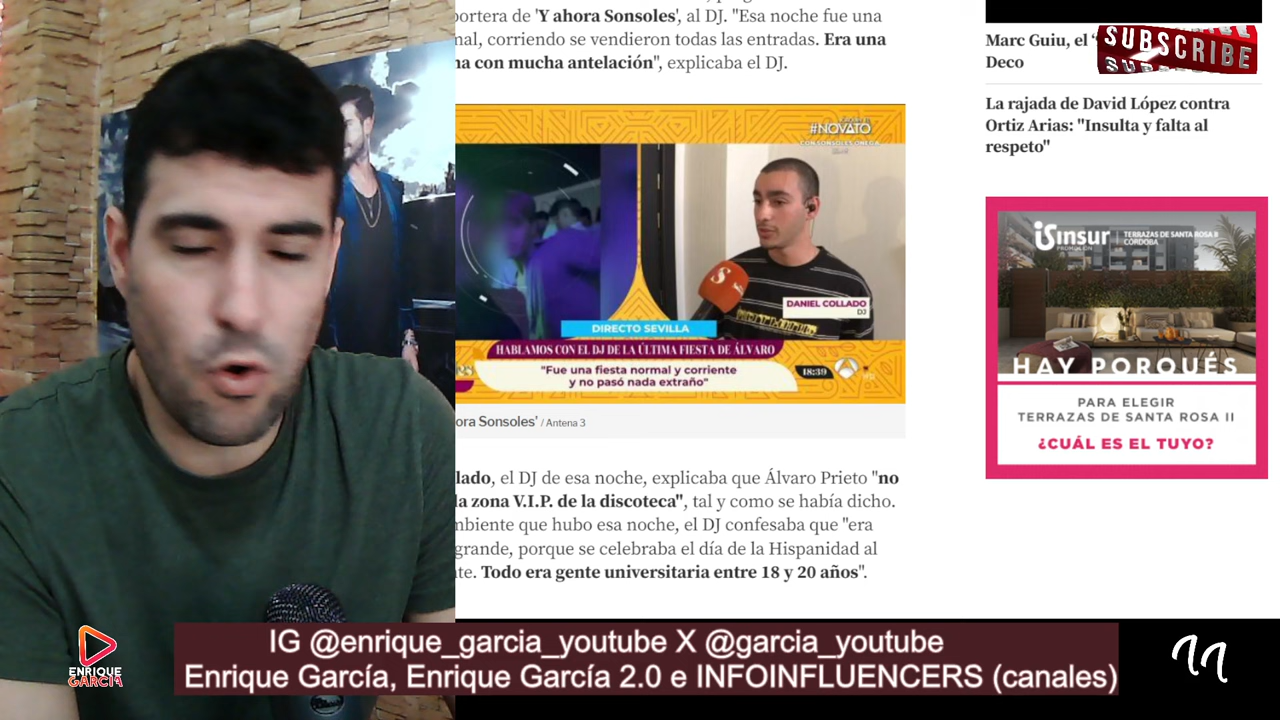 portera de 'Y ahora Sonsoles', al DJ. "Esa noche fue una
mal, corriendo se vendieron todas las entradas. Era una
na con mucha antelación", explicaba el DJ.
#NOVATO
DANIEL COLLADO
DJ
DIRECTO SEVILLA
HABLAMOS CON EL DJ DE LA ÚLTIMA FIESTA DE ÁLVARO
"Fue una fiesta normal y corriente
y no pasó nada extraño"
18:39
ora Sonsoles' / Antena 3
llado, el DJ de esa noche, explicaba que Álvaro Prieto "no
la zona V.I.P. de la discoteca", tal y como se había dicho.
mbiente que hubo esa noche, el DJ confesaba que "era
grande, porque se celebraba el día de la Hispanidad al
te. Todo era gente universitaria entre 18 y 20 años".
Marc Guiu, el
Deco
SUBSCRIBE
La rajada de David López contra
Ortiz Arias: "Insulta y falta al
respeto"
insur
PROMOCIÓN
TERRAZAS DE SANTA ROSA II
CÓRDOBA
HAY PORQUÉS
PARA ELEGIR
TERRAZAS DE SANTA ROSA II
¿CUÁL ES EL TUYO?
ENRIQUE
GARCÍA
IG @enrique_garcia_youtube X @garcia_youtube
Enrique García, Enrique García 2.0 e INFOINFLUENCERS (canales)